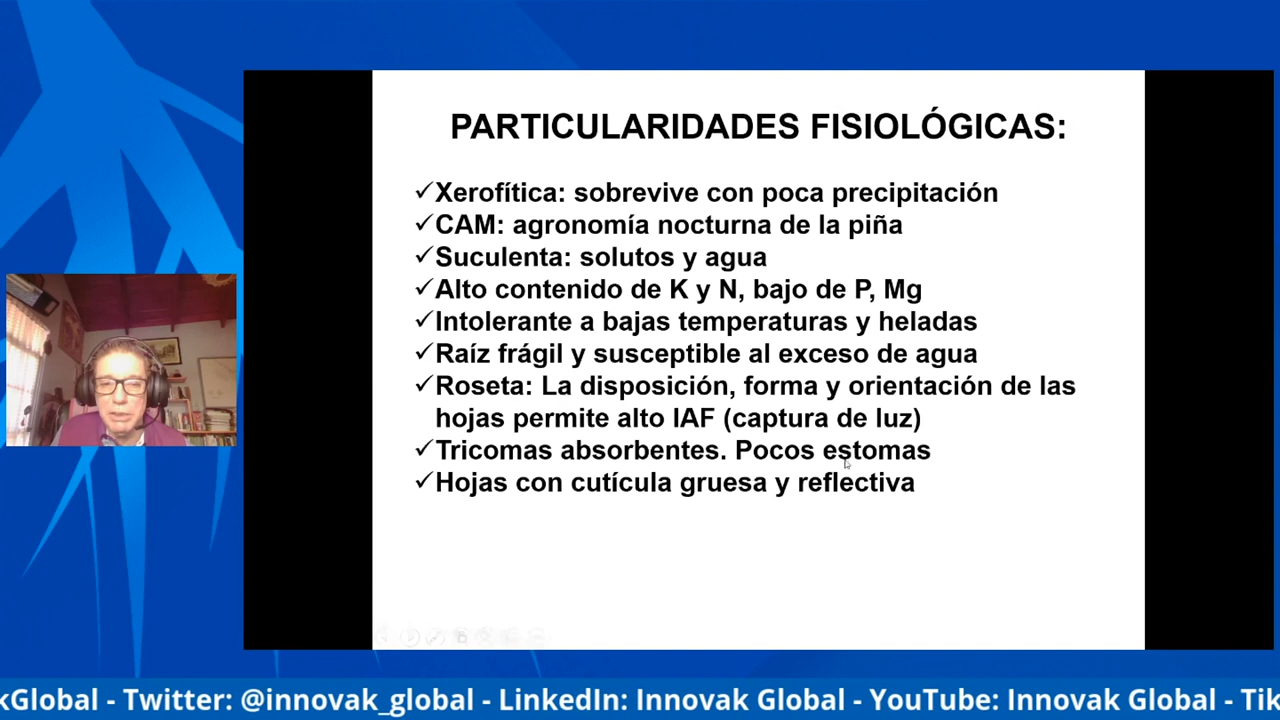 PARTICULARIDADES FISIOLÓGICAS:
✓Xerofítica: sobrevive con poca precipitación
✓CAM: agronomía nocturna de la piña
✓Suculenta: solutos y agua
✓Alto contenido de K y N, bajo de P, Mg
✓Intolerante a bajas temperaturas y heladas
✓Raíz frágil y susceptible al exceso de agua
✓Roseta: La disposición, forma y orientación de las
hojas permite alto IAF (captura de luz)
✓Tricomas absorbentes. Pocos estomas
✓Hojas con cutícula gruesa y reflectiva
kGlobal - Twitter: @innovak_global - LinkedIn: Innovak Global - YouTube: Innovak Global - Tik